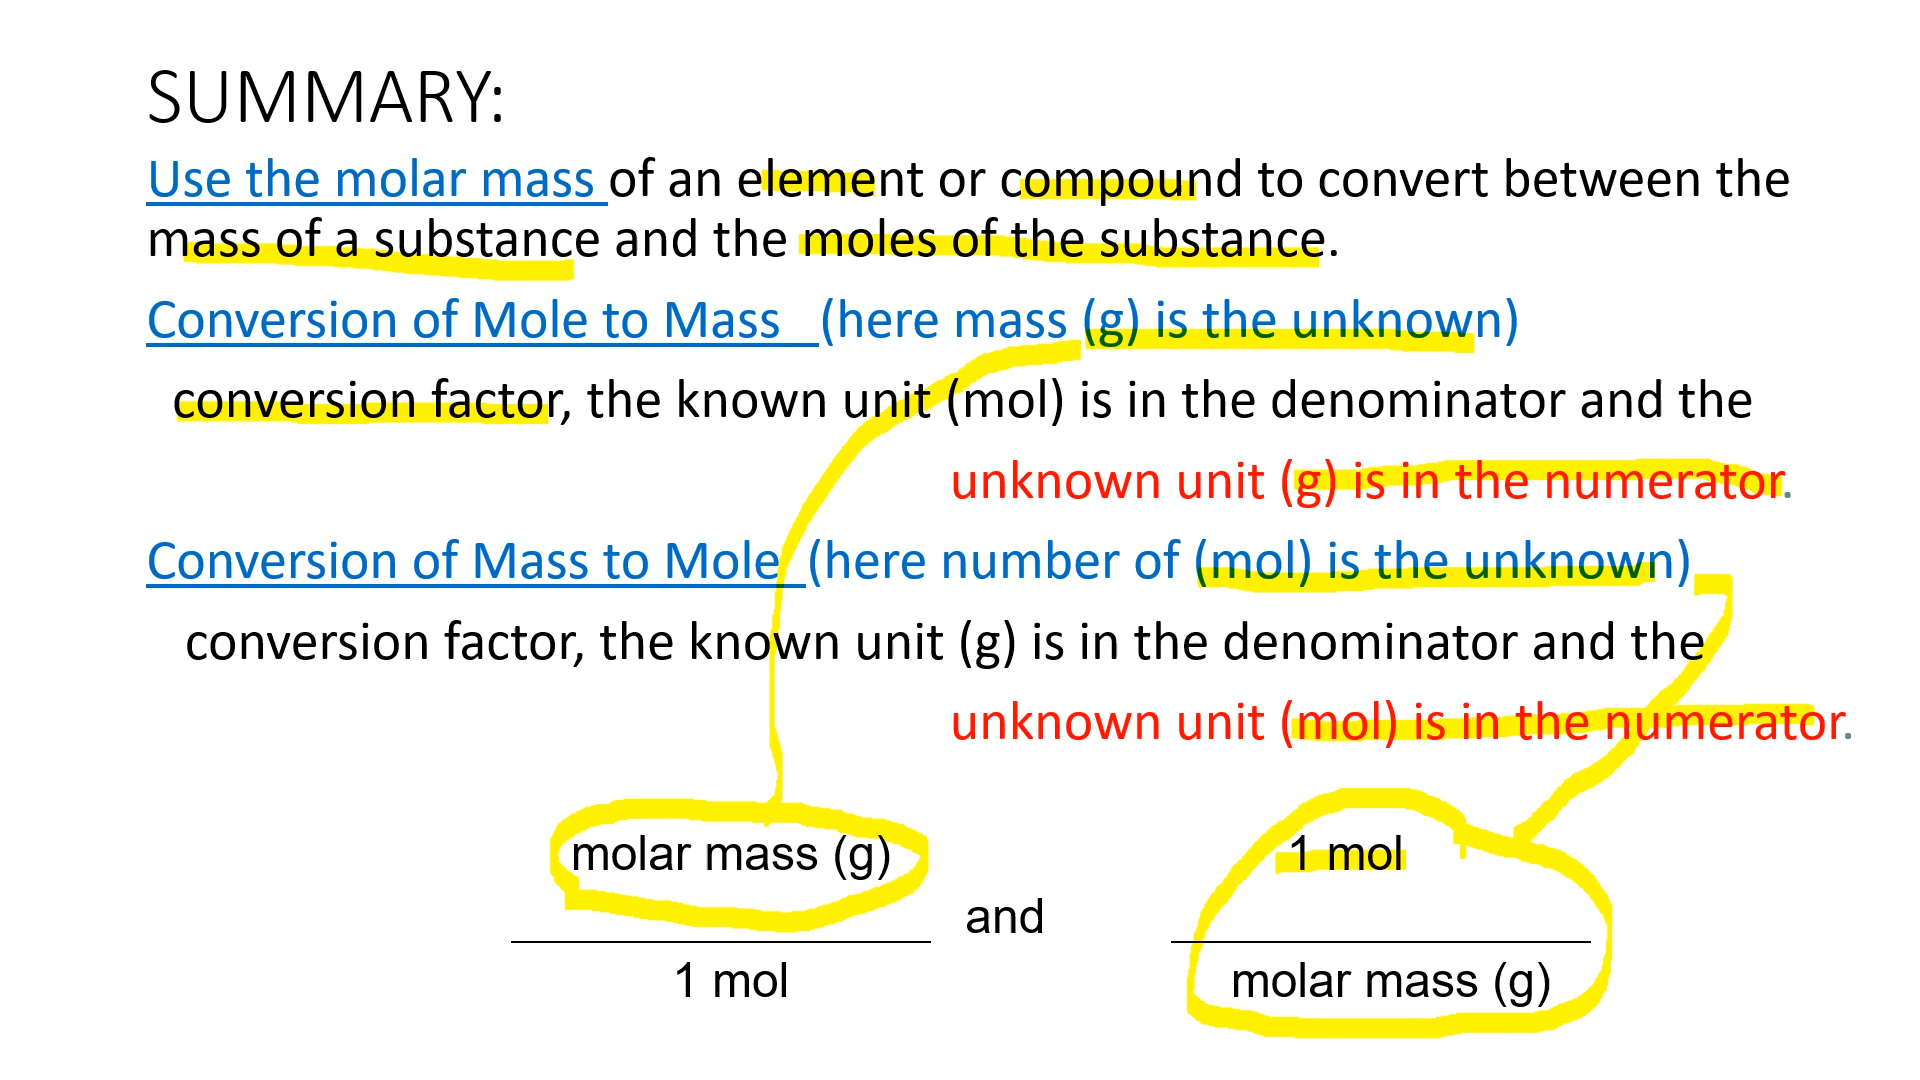 SUMMARY:
Use the molar mass of an element or compound to convert between the
mass of a substance and the moles of the substance.
Conversion of Mole to Mass (here mass (g) is the unknown)
conversion factor, the known unit (mol) is in the denominator and the
unknown unit (g) is in the numerator.
Conversion of Mass to Mole (here number of (mol) is the unknown)
conversion factor, the known unit (g) is in the denominator and the
unknown unit (mol) is in the numerator.
molar mass (g)
1 mol
and
1 mol
molar mass (g)